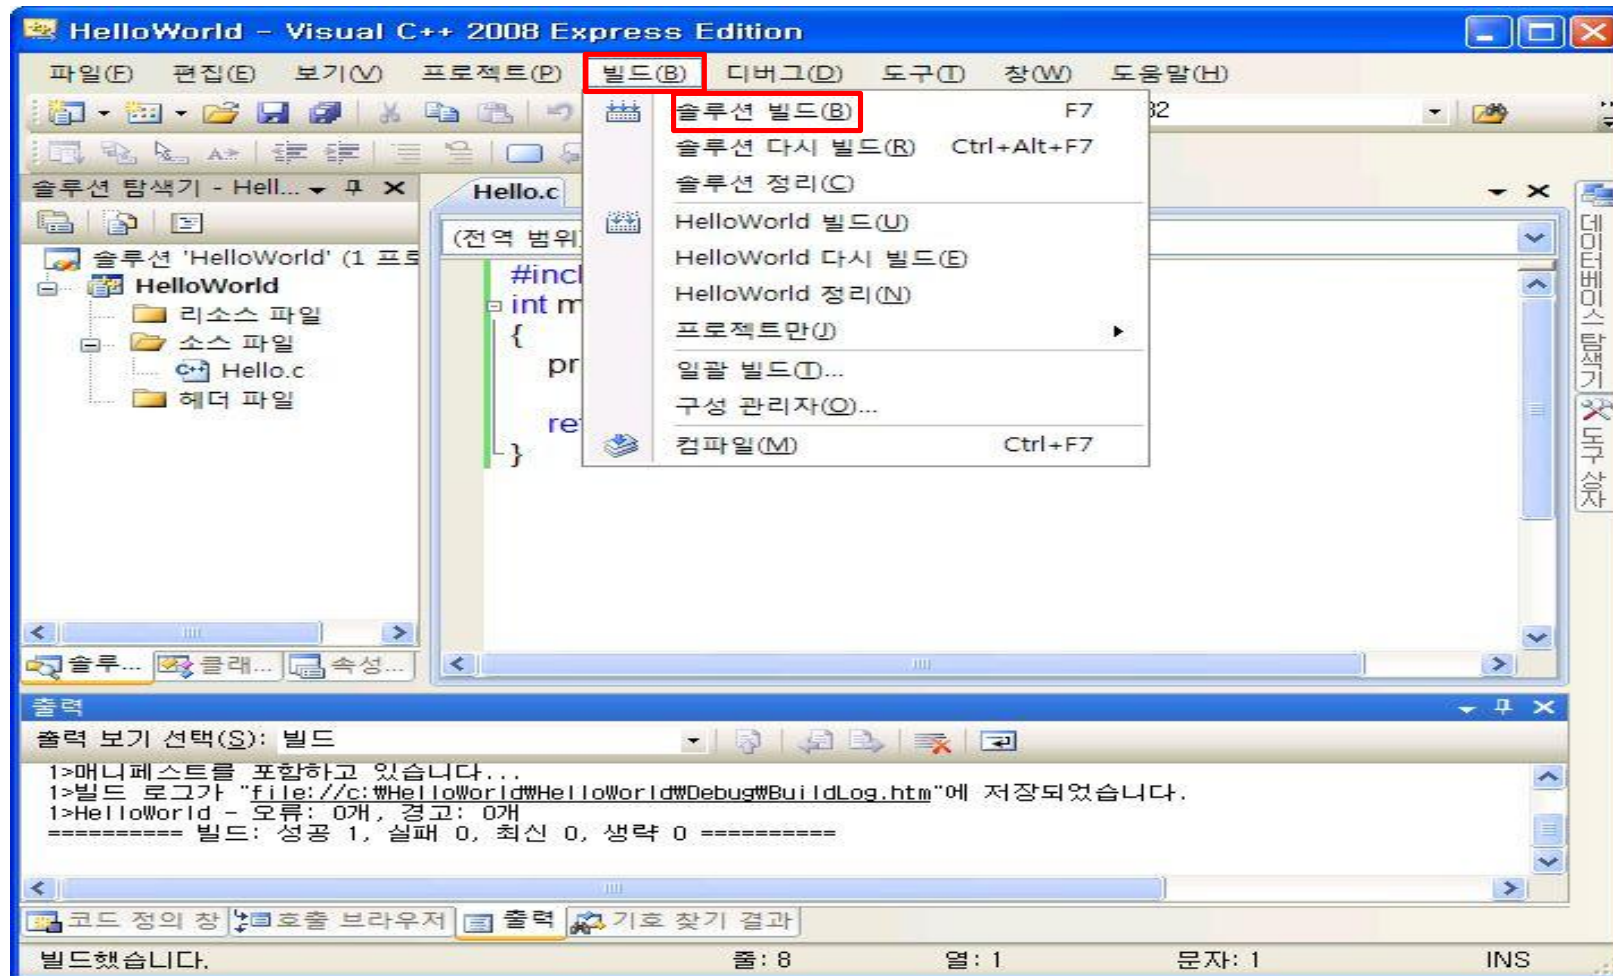 HelloWorld - Visual C++ 2008 Express Edition
파일(F) 편집(E) 보기(V) 프로젝트(P) 빌드(B) 디버그(D) 도구(T) 창(W) 도움말(H)
솔루션 빌드(B) F7
솔루션 다시 빌드(R) Ctrl+Alt+F7
솔루션 정리(C)
HelloWorld 빌드(U)
HelloWorld 다시 빌드(E)
HelloWorld 정리(N)
프로젝트만(J)
일괄 빌드(T)...
구성 관리자(O)...
컴파일(M) Ctrl+F7
솔루션 탐색기 - Hell...
솔루션 'HelloWorld' (1 프로
HelloWorld
리소스 파일
소스 파일
Hello.c
헤더 파일
솔루... 클래... 속성...
Hello.c
(전역 범위)
#incl
int m
{
pr
re
}
데이터베이스 탐색기
도구 상자
출력
출력 보기 선택(S): 빌드
1>매니페스트를 포함하고 있습니다...
1>빌드 로그가 "file://c:₩HelloWorld₩HelloWorld₩Debug₩BuildLog.htm"에 저장되었습니다.
1>HelloWorld - 오류: 0개, 경고: 0개
========== 빌드: 성공 1, 실패 0, 최신 0, 생략 0 ==========
코드 정의 창 호출 브라우저 출력 기호 찾기 결과
빌드했습니다. 줄: 8 열: 1 문자: 1 INS